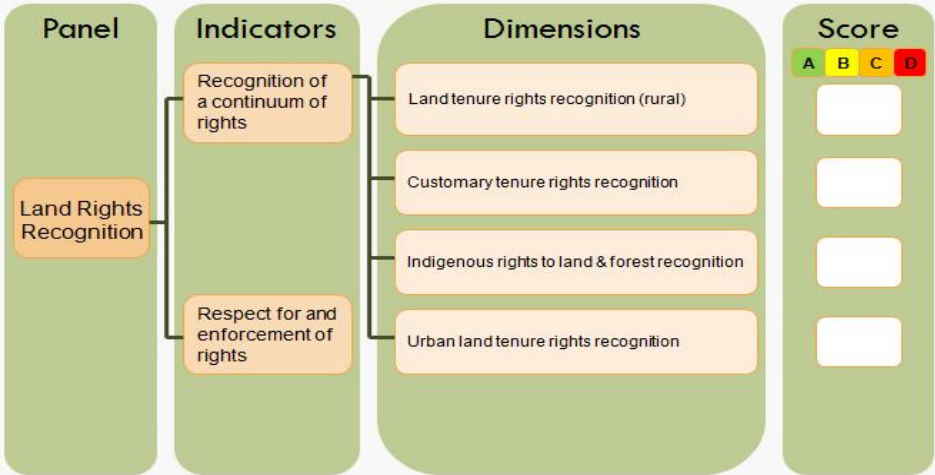 Panel
Indicators
Dimensions
Score
A B C D
Land Rights
Recognition
Recognition of
a continuum of
rights
Respect for and
enforcement of
rights
Land tenure rights recognition (rural)
Customary tenure rights recognition
Indigenous rights to land & forest recognition
Urban land tenure rights recognition